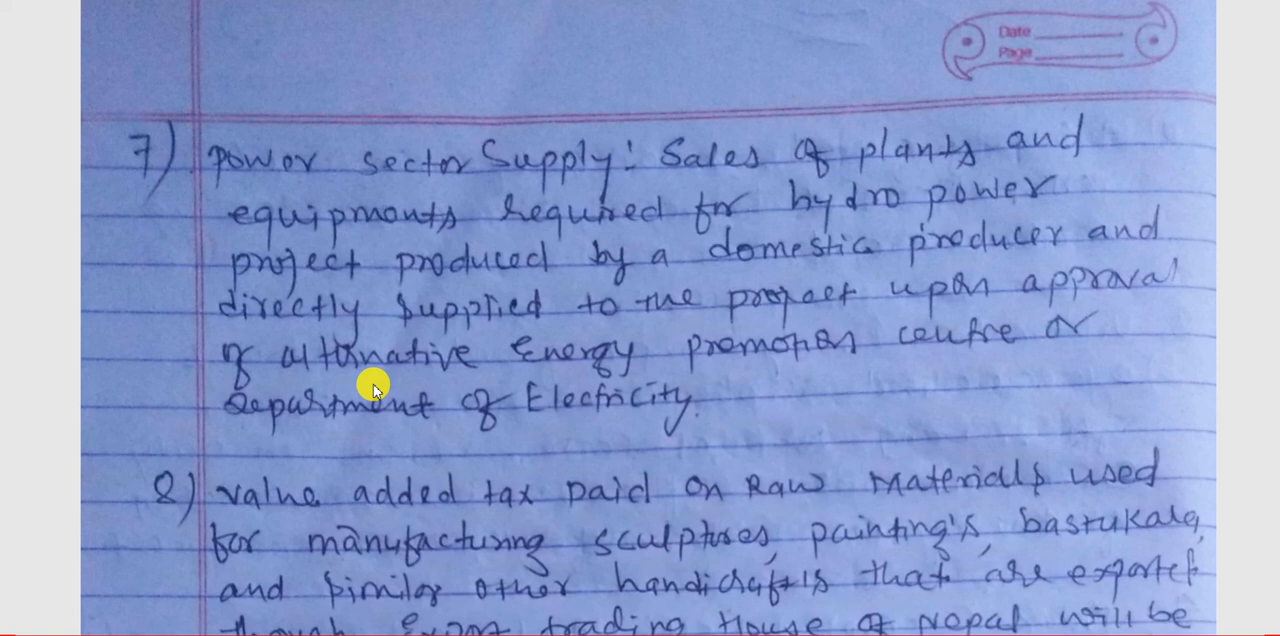 Date
Page
7) Power sector Supply: Sales of plants and
equipments required for hydro power
project produced by a domestic producer and
directly supplied to the project upon approval
of alternative Energy promotion centre or
Department of Electricity.
8) value added tax paid on Raw Materials used
for manufacturing sculptures, painting's, bastukala,
and similar other handicrafts that are exported
through Export trading House of Nepal will be